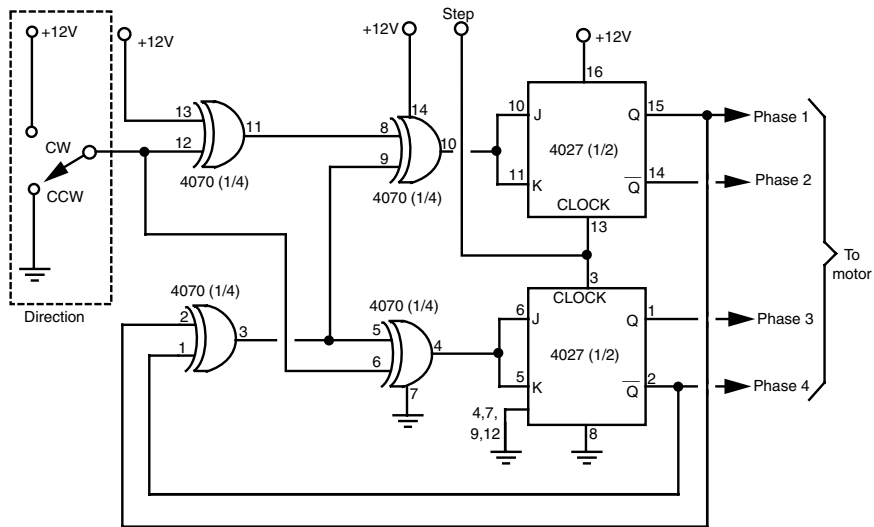 Step
+12V
+12V
+12V
+12V
16
14
13
11
12
8
10
9
4070 (1/4)
4070 (1/4)
CW
CCW
Direction
10
J
Q
15
Phase 1
4027 (1/2)
11
K
Q
14
Phase 2
CLOCK
13
To
motor
3
CLOCK
4070 (1/4)
4070 (1/4)
2
3
1
5
4
6
7
6
J
Q
1
Phase 3
4027 (1/2)
5
K
Q
2
Phase 4
4,7,
9,12
8